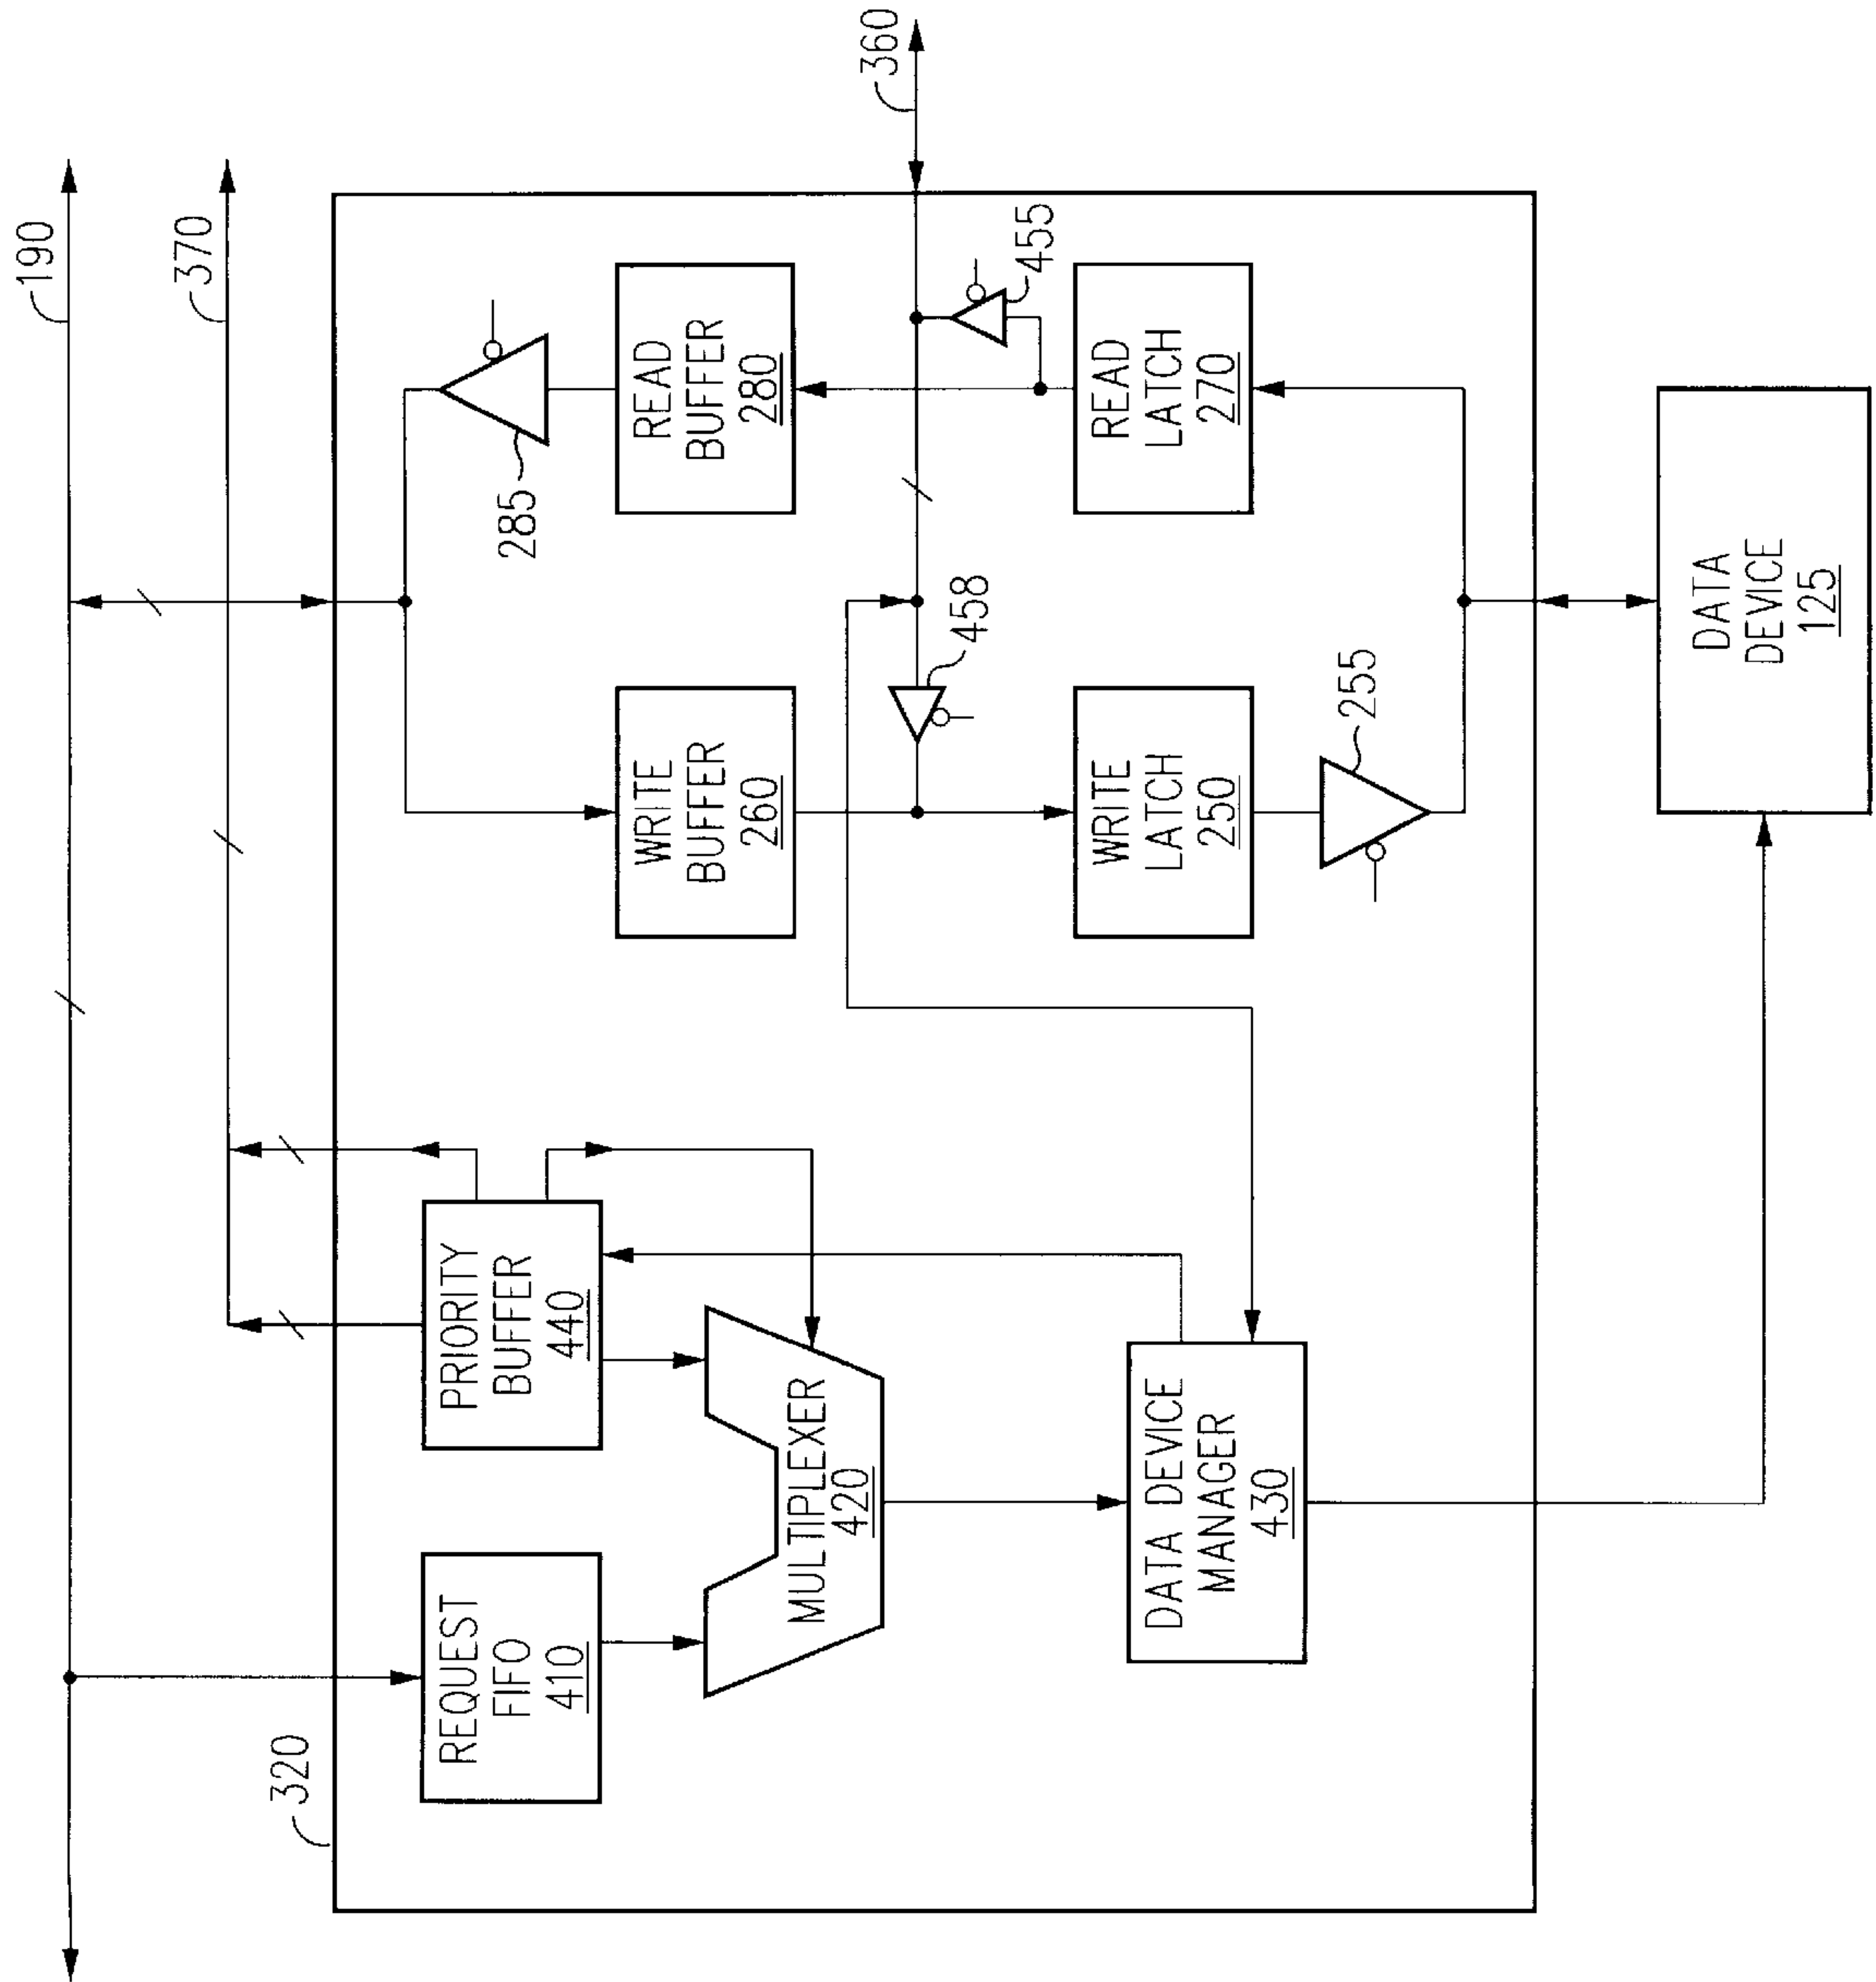 190
370
360
320
REQUEST
FIFO
410
PRIORITY
BUFFER
440
MULTIPLEXER
420
DATA DEVICE
MANAGER
430
WRITE
BUFFER
260
READ
BUFFER
280
285
458
455
WRITE
LATCH
250
READ
LATCH
270
255
DATA
DEVICE
125